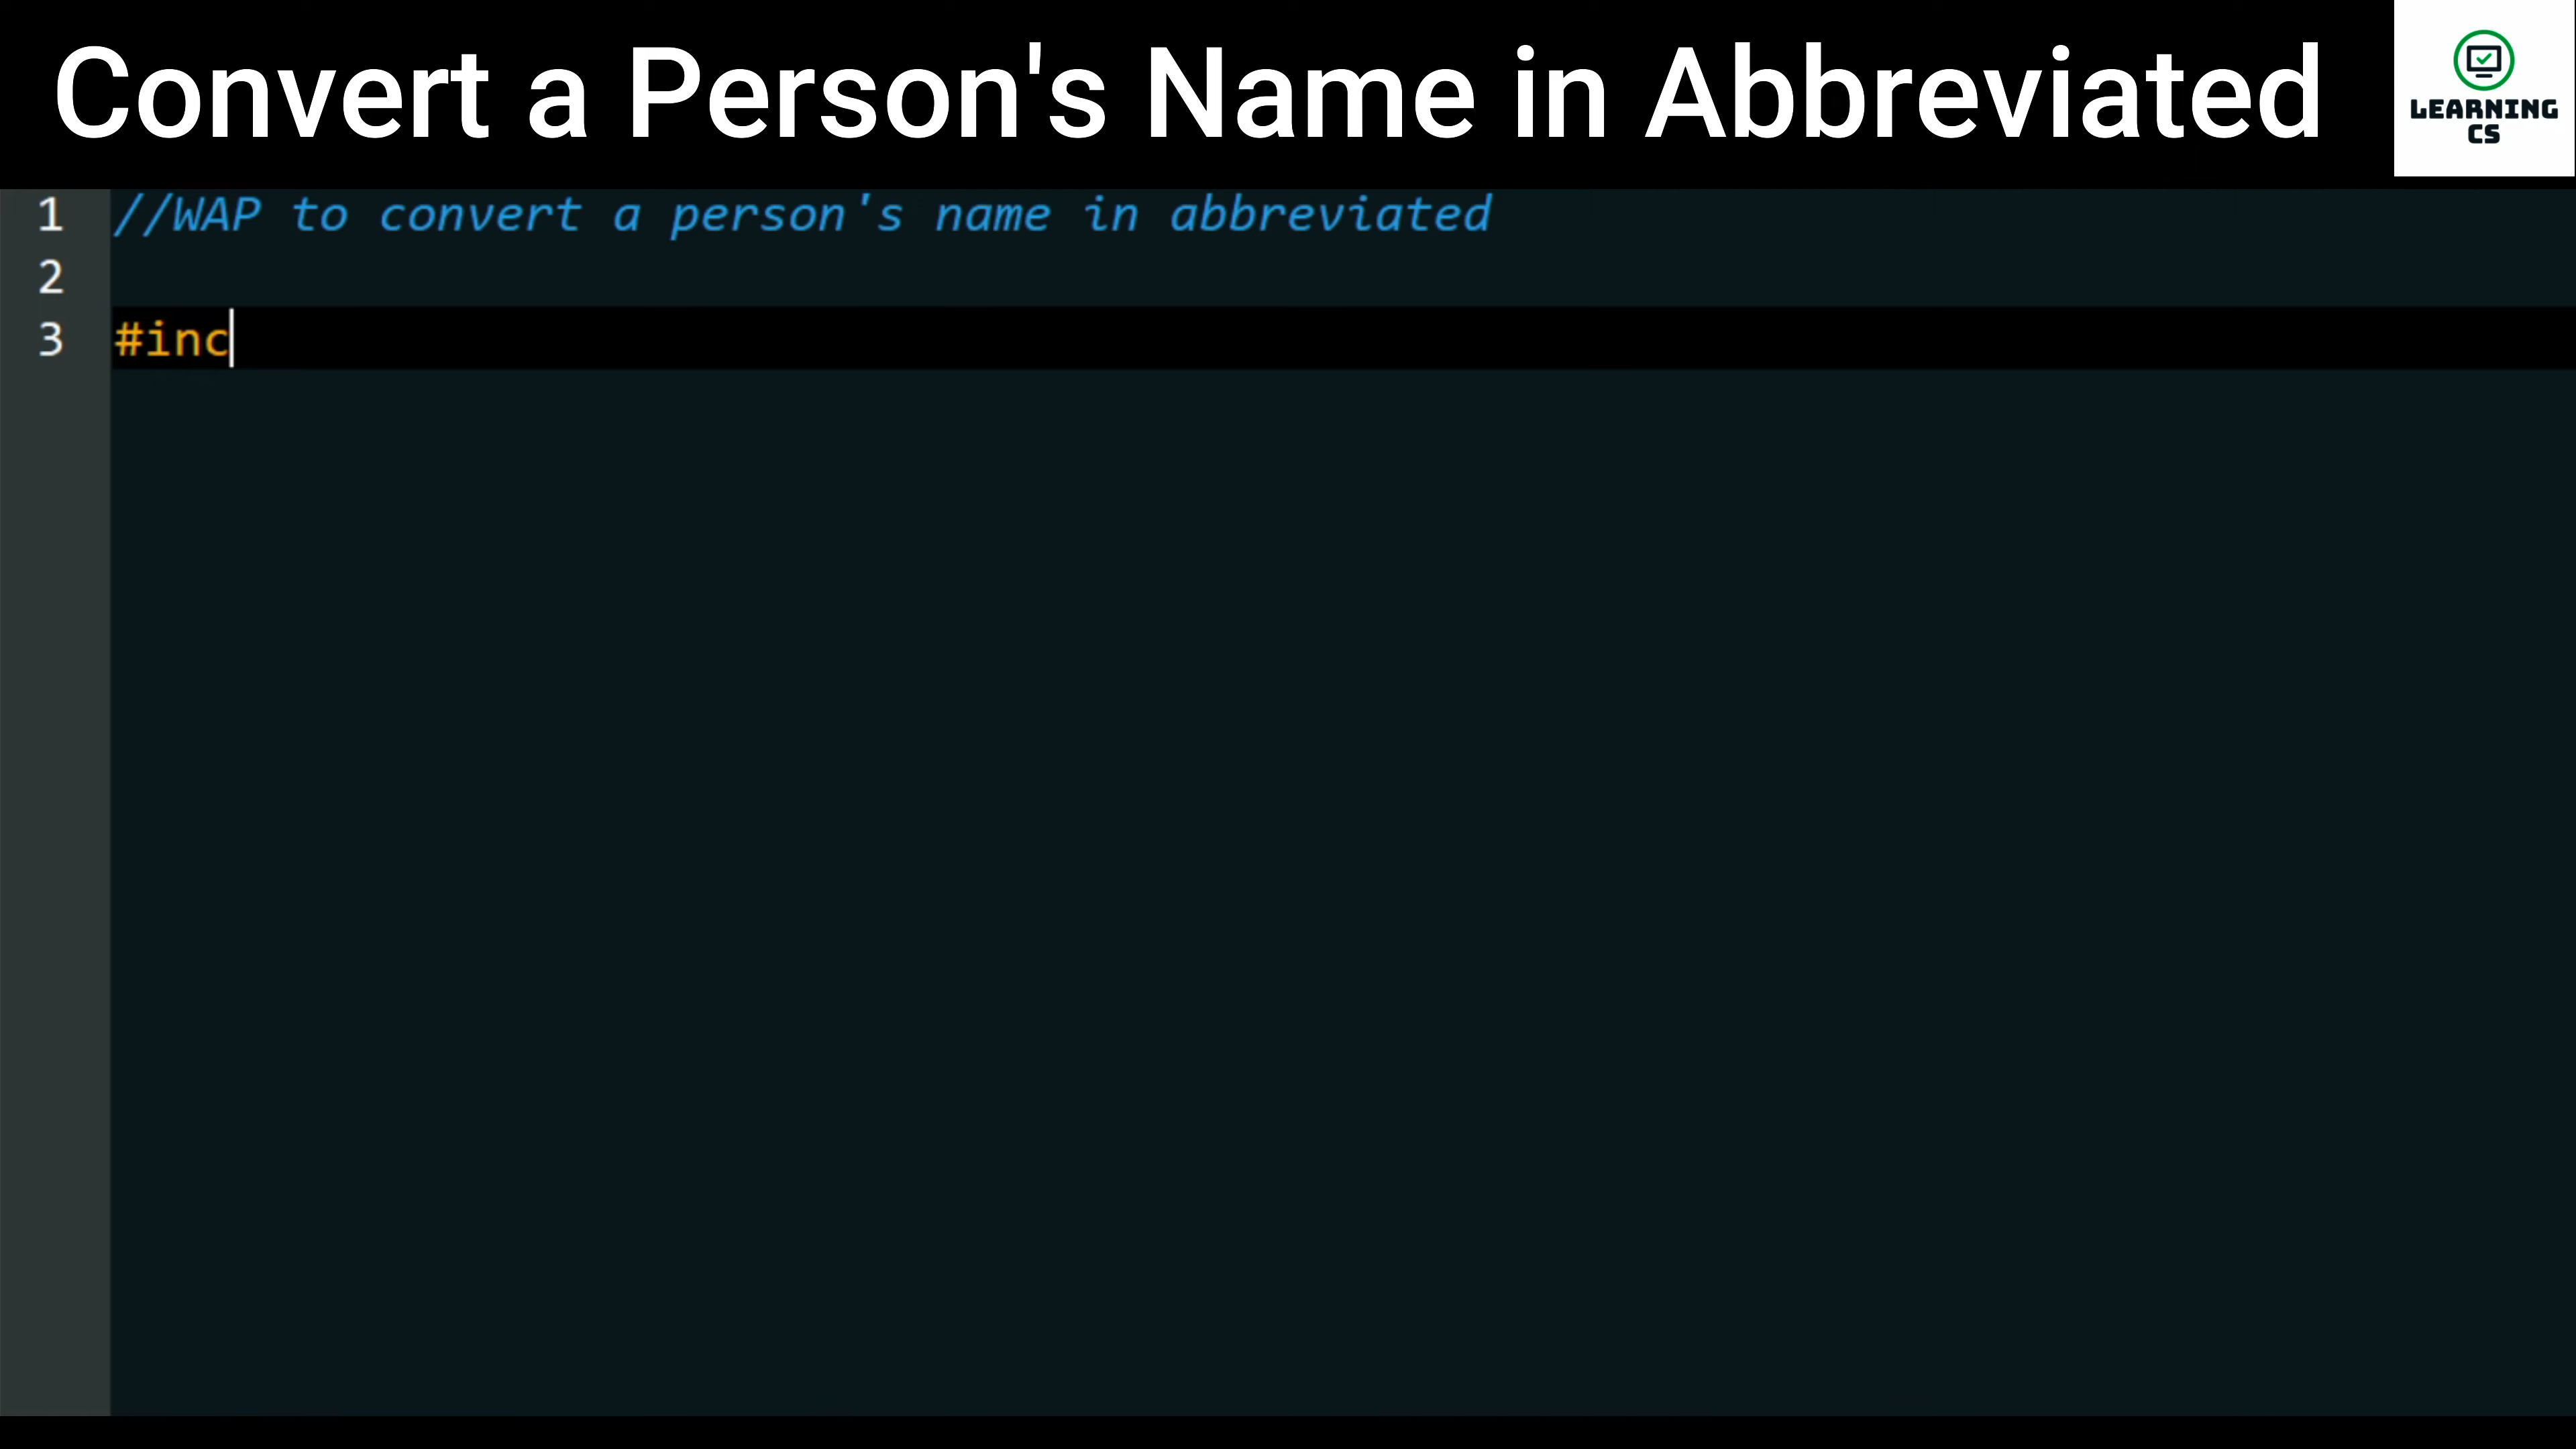 Convert a Person's Name in Abbreviated
LEARNING
CS
1 //WAP to convert a person's name in abbreviated
2
3 #inc